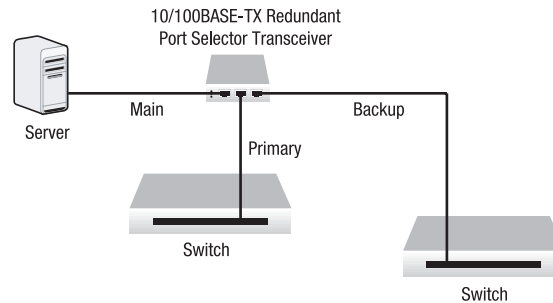 10/100BASE-TX Redundant
Port Selector Transceiver
Main
Backup
Server
Primary
Switch
Switch